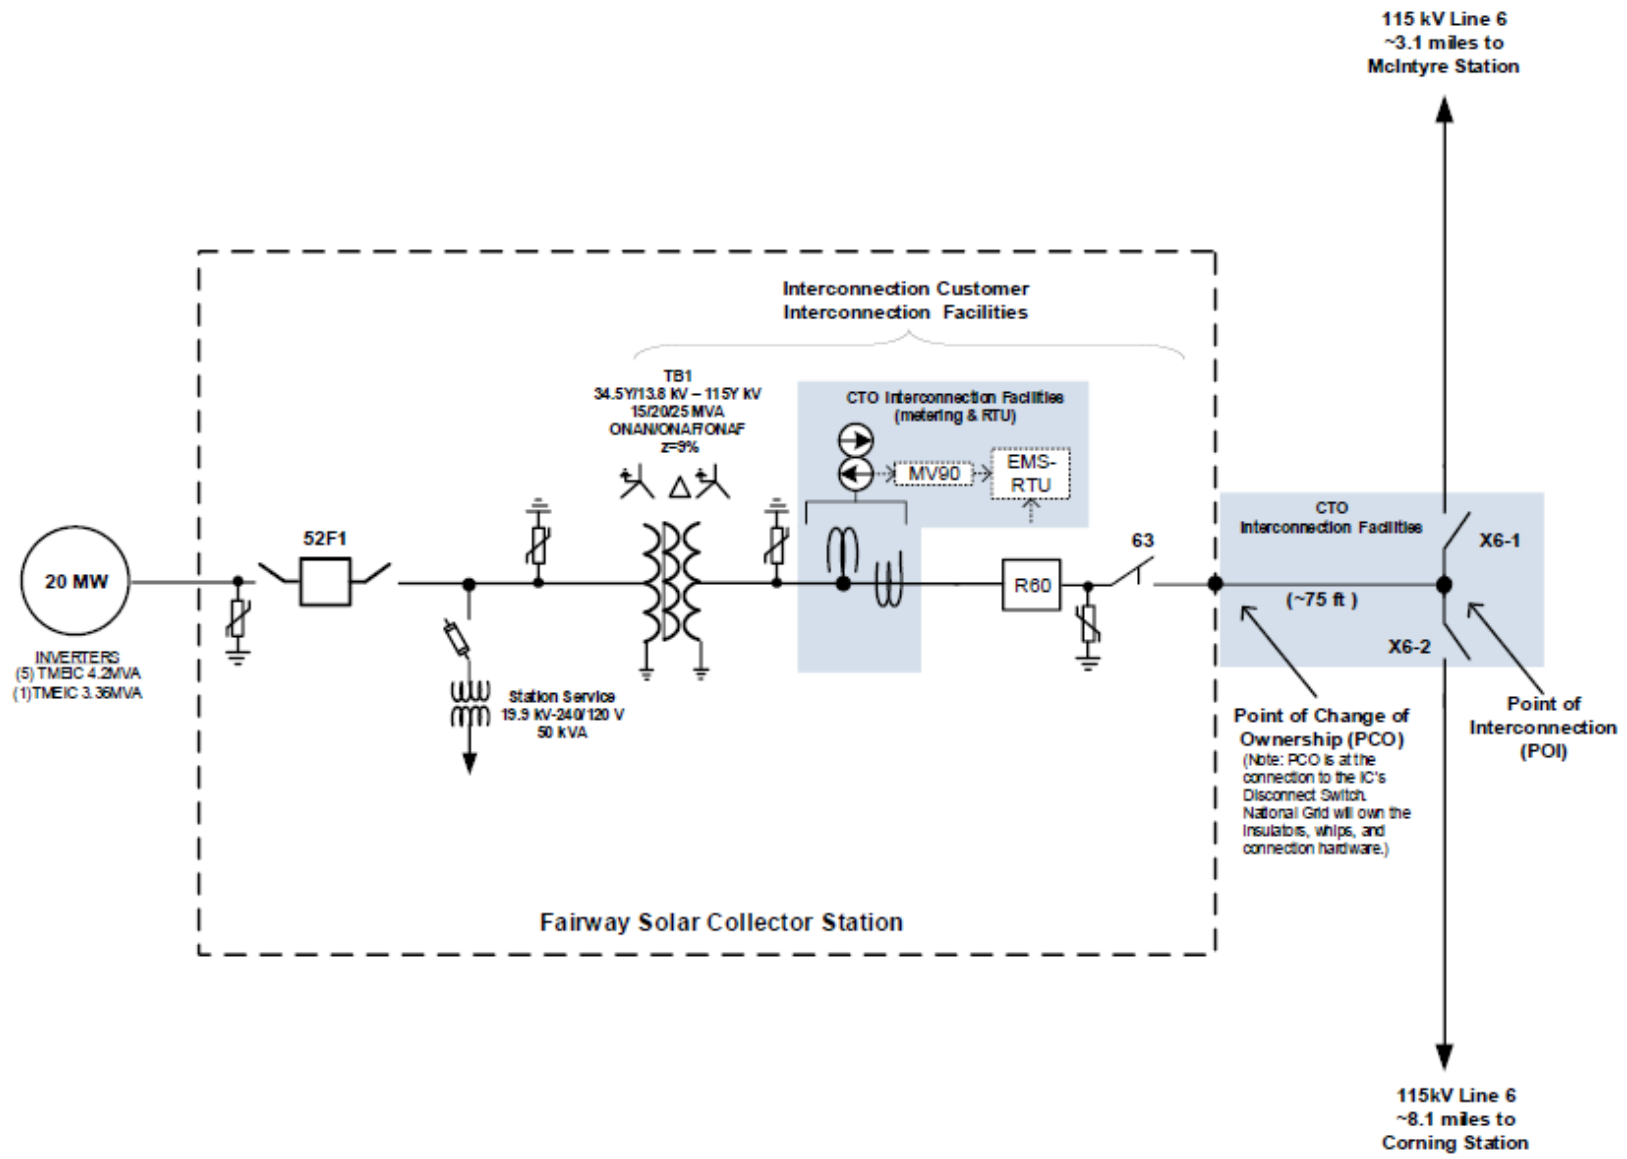 115 kV Line 6
~3.1 miles to
McIntyre Station
Interconnection Customer
Interconnection Facilities
TB1
34.5Y/13.8 kV – 115Y kV
15/20/25 MVA
ONAN/ONAF/ONAF
z=9%
CTO Interconnection Facilities
(metering & RTU)
MV90
EMS-
RTU
CTO
Interconnection Facilities
X6-1
52F1
63
20 MW
R60
(~75 ft )
X6-2
INVERTERS
(5) TMEIC 4.2MVA
(1)TMEIC 3.36MVA
Station Service
19.9 kV-240/120 V
50 kVA
Point of Change of
Ownership (PCO)
(Note: PCO is at the
connection to the IC's
Disconnect Switch.
National Grid will own the
insulators, whips, and
connection hardware.)
Point of
Interconnection
(POI)
Fairway Solar Collector Station
115kV Line 6
~8.1 miles to
Corning Station